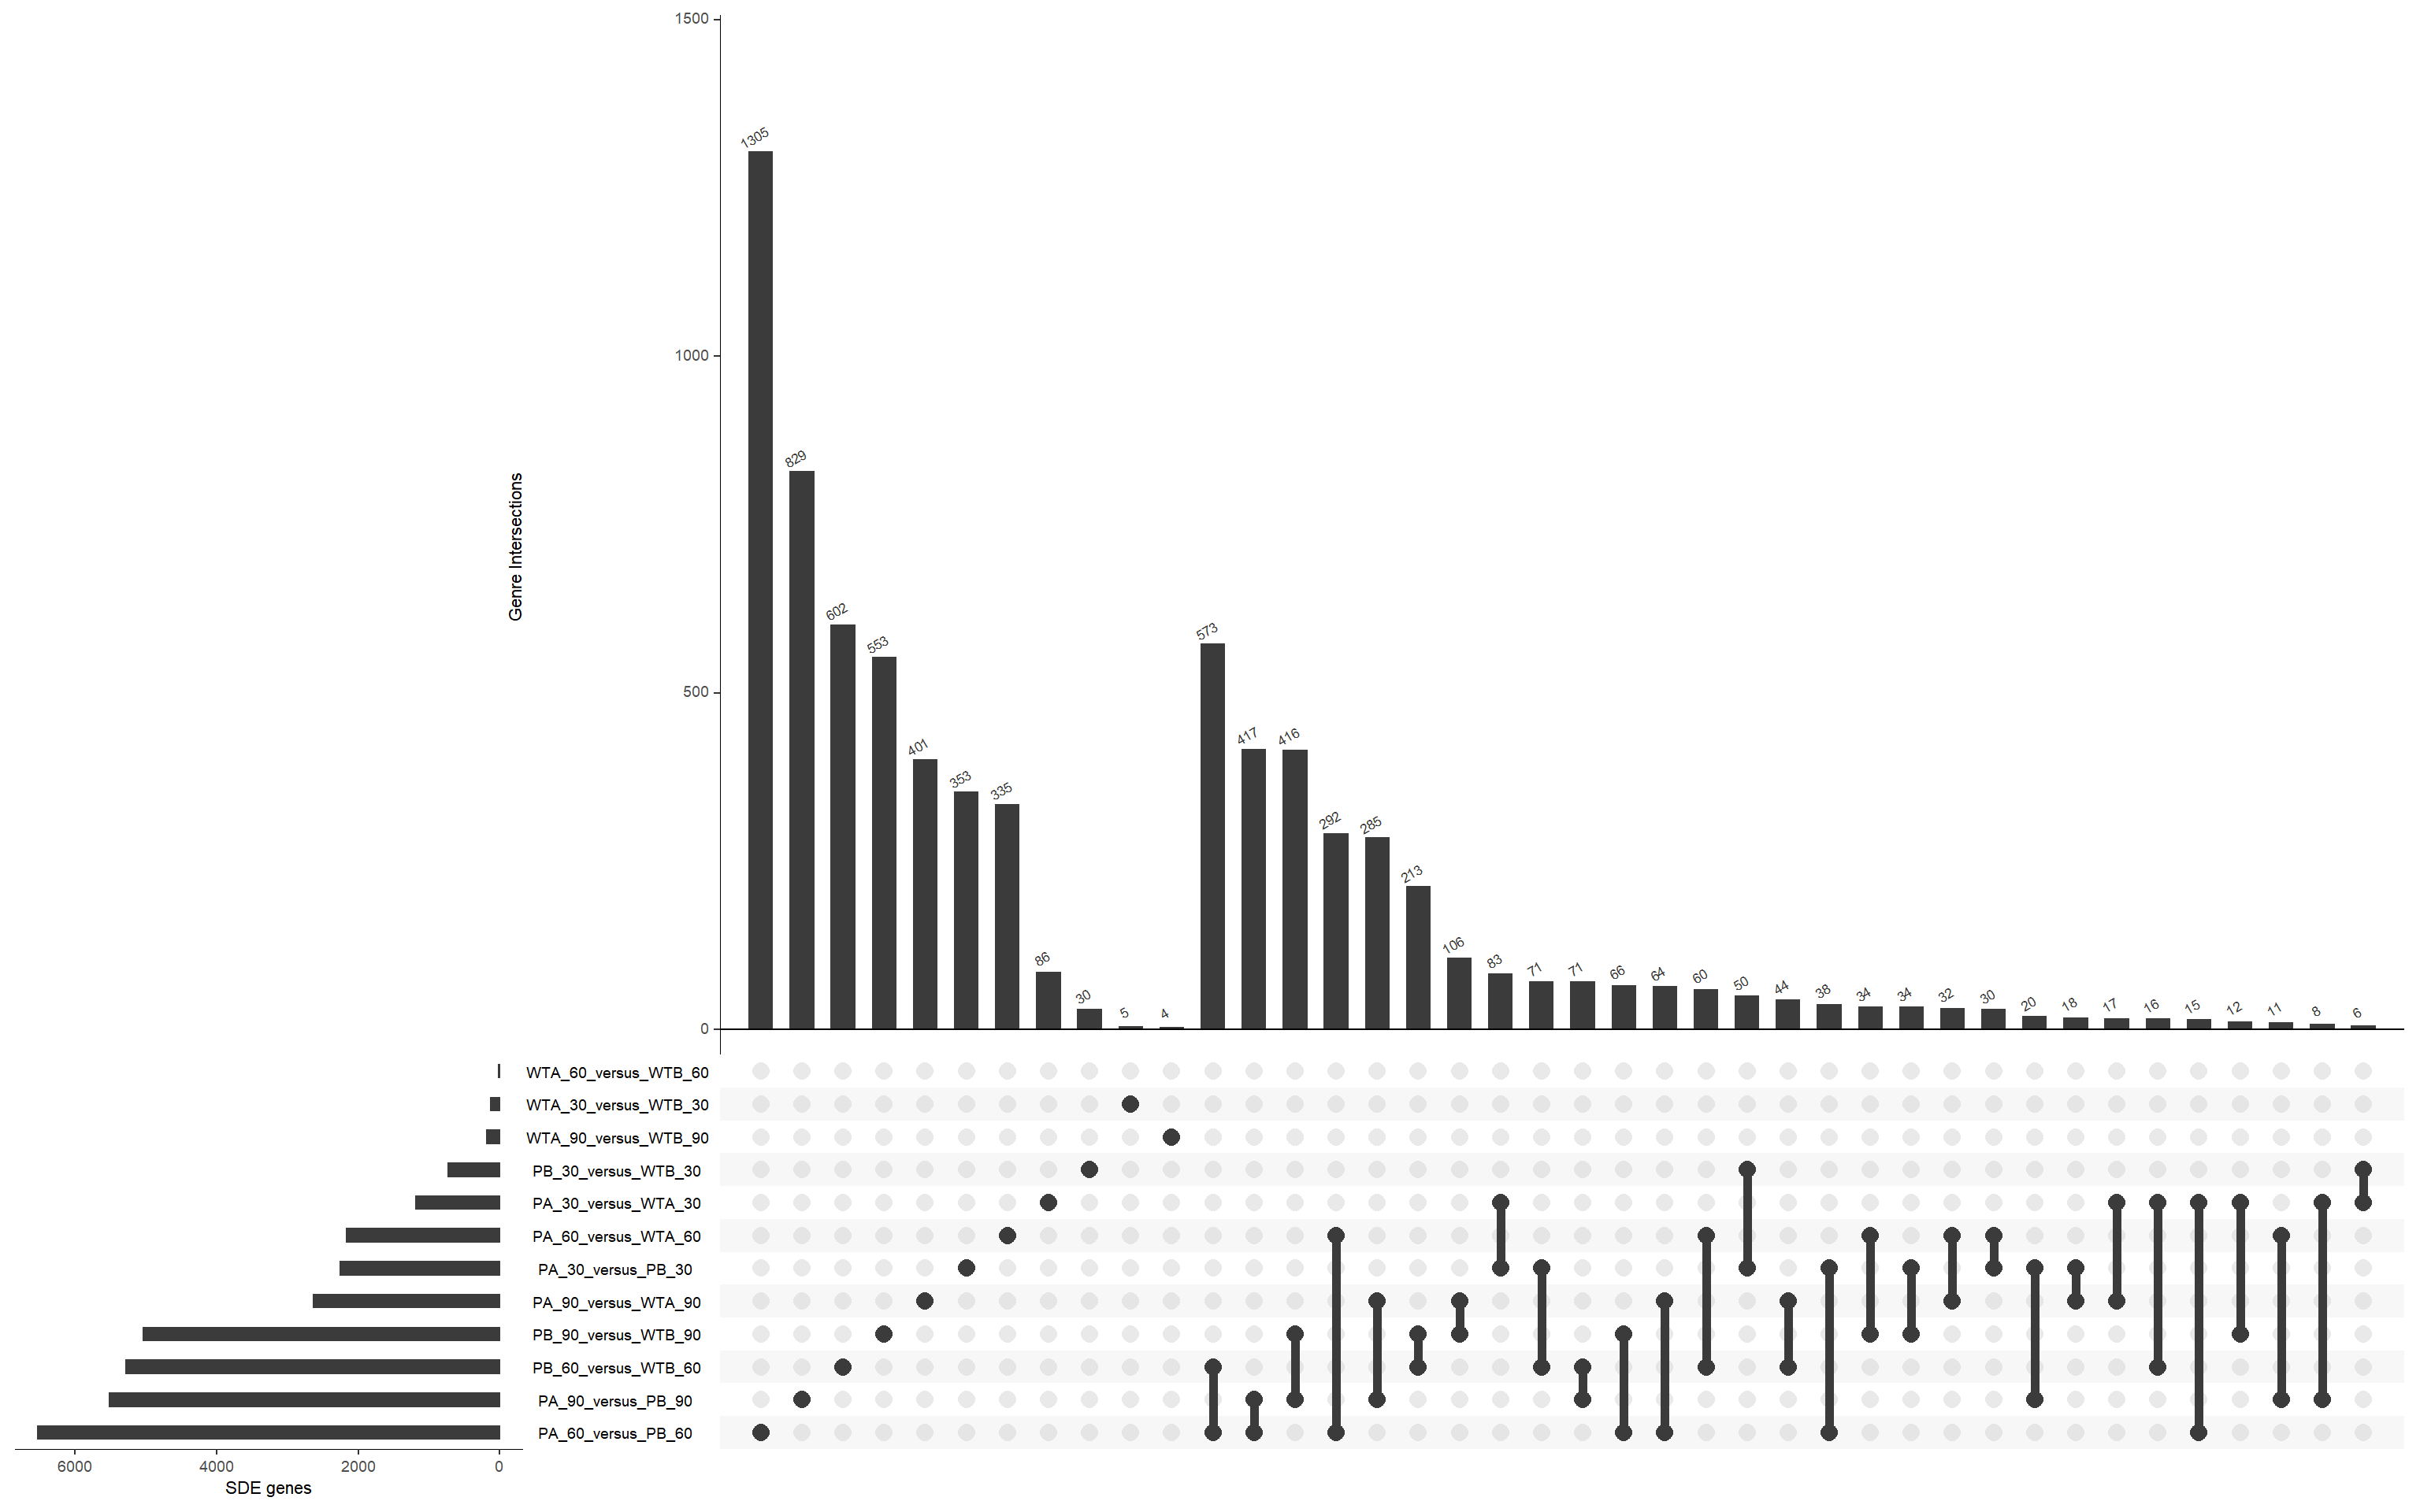 1500
1000
500
0
Genre Intersections
1305
829
602
553
401
353
335
86
30
5
4
573
417
416
292
285
213
106
83
71
71
66
64
60
50
44
38
34
34
32
30
20
18
17
16
15
12
11
8
6
WTA_60_versus_WTB_60
WTA_30_versus_WTB_30
WTA_90_versus_WTB_90
PB_30_versus_WTB_30
PA_30_versus_WTA_30
PA_60_versus_WTA_60
PA_30_versus_PB_30
PA_90_versus_WTA_90
PB_90_versus_WTB_90
PB_60_versus_WTB_60
PA_90_versus_PB_90
PA_60_versus_PB_60
6000 4000 2000 0
SDE genes